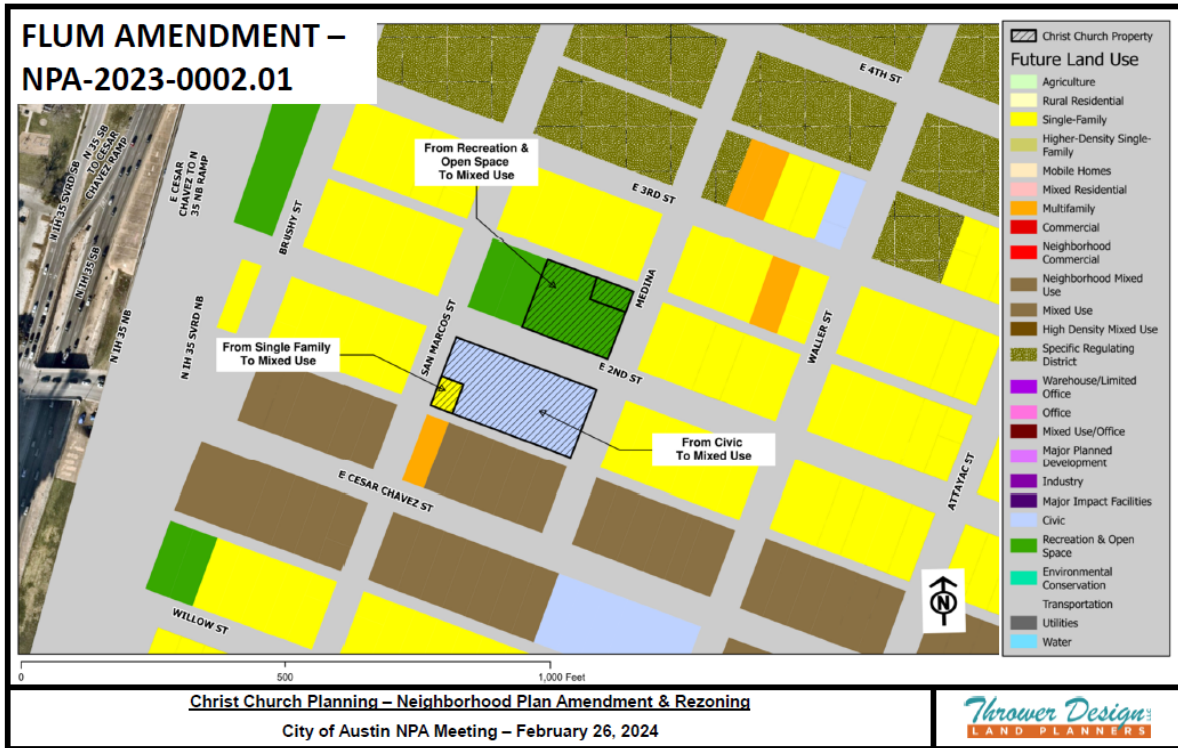 FLUM AMENDMENT –
NPA-2023-0002.01
N IH 35 SVRD SB
N 35 SB
TO CESAR
CHAVEZ RAMP
E CESAR
CHAVEZ TO N
35 NB RAMP
N IH 35 SB
N IH 35 NB
N IH 35 SVRD NB
BRUSHY ST
E 4TH ST
From Recreation &
Open Space
To Mixed Use
E 3RD ST
MEDINA
SAN MARCOS ST
WALLER ST
From Single Family
To Mixed Use
E 2ND ST
From Civic
To Mixed Use
E CESAR CHAVEZ ST
ATTAYAC ST
WILLOW ST
N
0
500
1,000 Feet
Christ Church Property
Future Land Use
Agriculture
Rural Residential
Single-Family
Higher-Density Single-
Family
Mobile Homes
Mixed Residential
Multifamily
Commercial
Neighborhood
Commercial
Neighborhood Mixed
Use
Mixed Use
High Density Mixed Use
Specific Regulating
District
Warehouse/Limited
Office
Office
Mixed Use/Office
Major Planned
Development
Industry
Major Impact Facilities
Civic
Recreation & Open
Space
Environmental
Conservation
Transportation
Utilities
Water
Christ Church Planning – Neighborhood Plan Amendment & Rezoning
City of Austin NPA Meeting – February 26, 2024
Thrower Design LLC
LAND PLANNERS